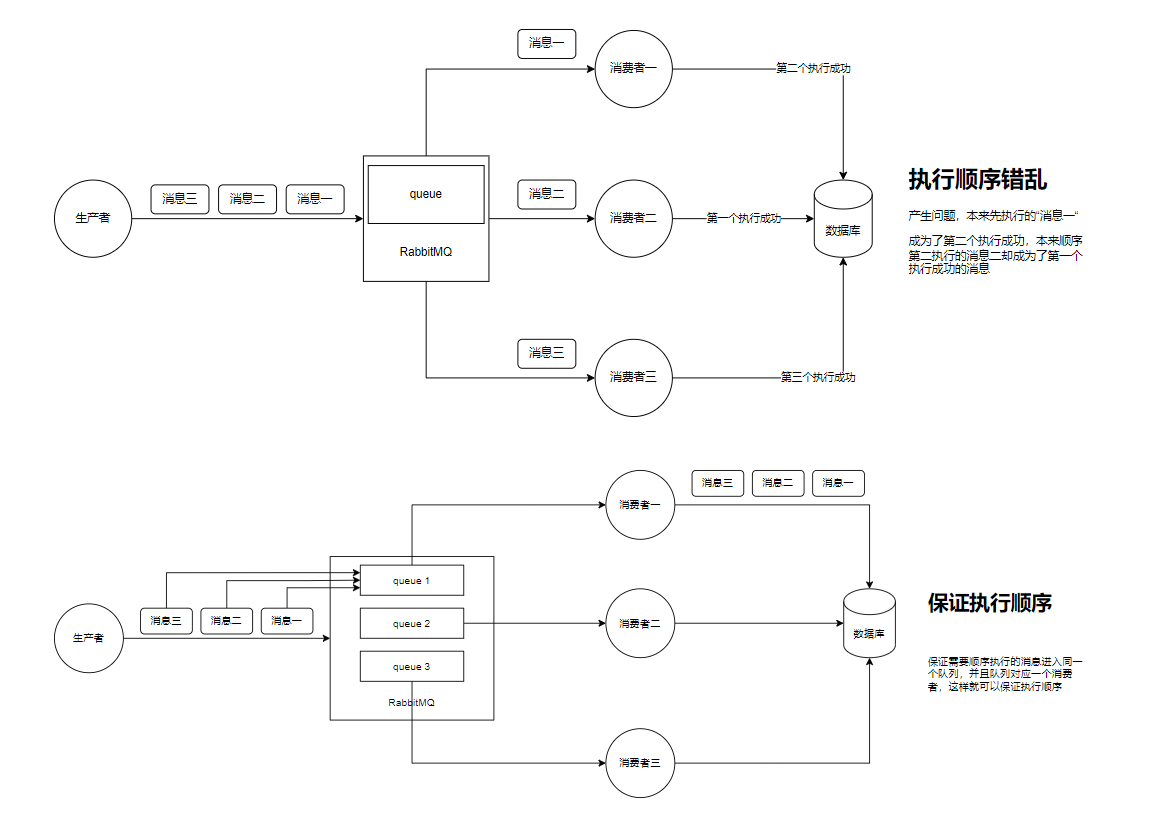 消息一
消费者一
第二个执行成功
生产者
消息三
消息二
消息一
queue
RabbitMQ
消息二
消费者二
第一个执行成功
数据库
执行顺序错乱
产生问题，本来先执行的“消息一”
成为了第二个执行成功，本来顺序
第二执行的消息二却成为了第一个
执行成功的消息
消息三
消费者三
第三个执行成功
消费者一
消息三
消息二
消息一
生产者
消息三
消息二
消息一
queue 1
queue 2
queue 3
RabbitMQ
消费者二
数据库
保证执行顺序
保证需要顺序执行的消息进入同一
个队列，并且队列对应一个消费
者，这样就可以保证执行顺序
消费者三